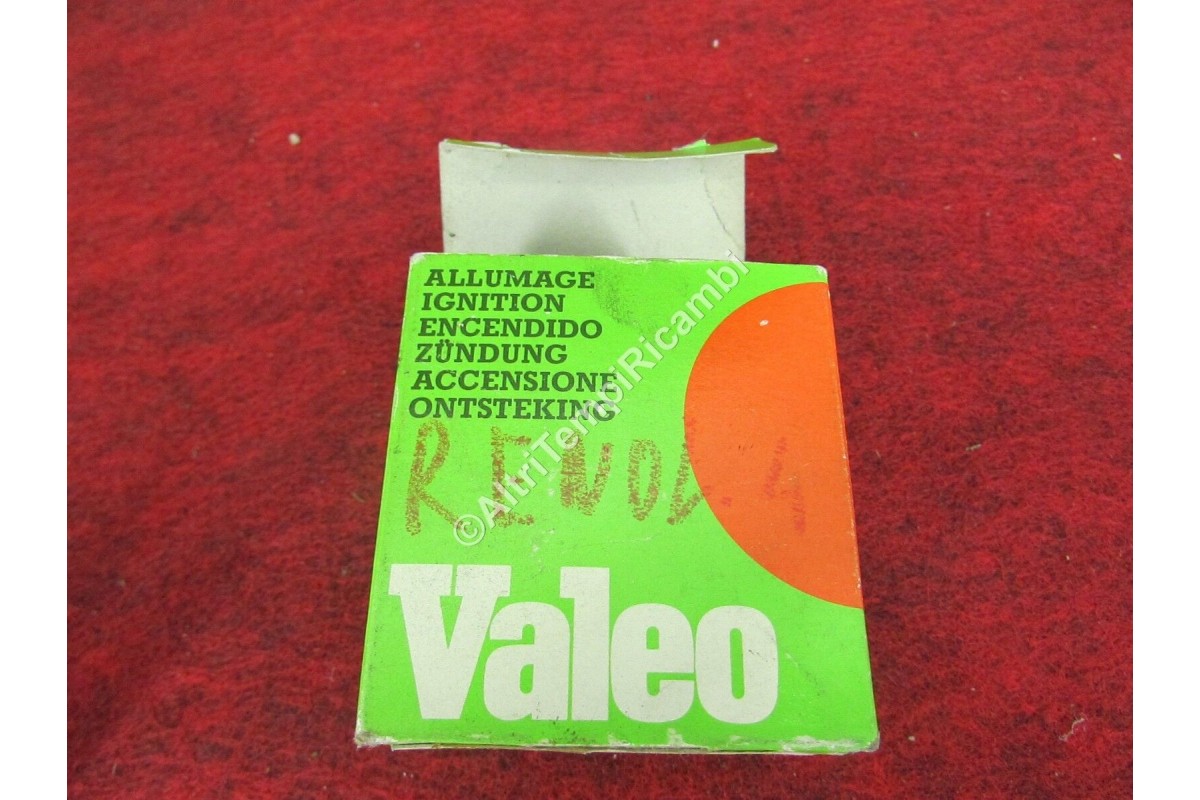 ALLUMAGE
IGNITION
ENCENDIDO
ZÜNDUNG
ACCENSIONE
ONTSTEKING
©AltriTempiRicambi
Valeo